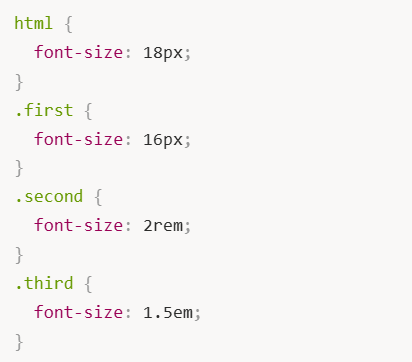 html {
  font-size: 18px;
}
.first {
  font-size: 16px;
}
.second {
  font-size: 2rem;
}
.third {
  font-size: 1.5em;
}